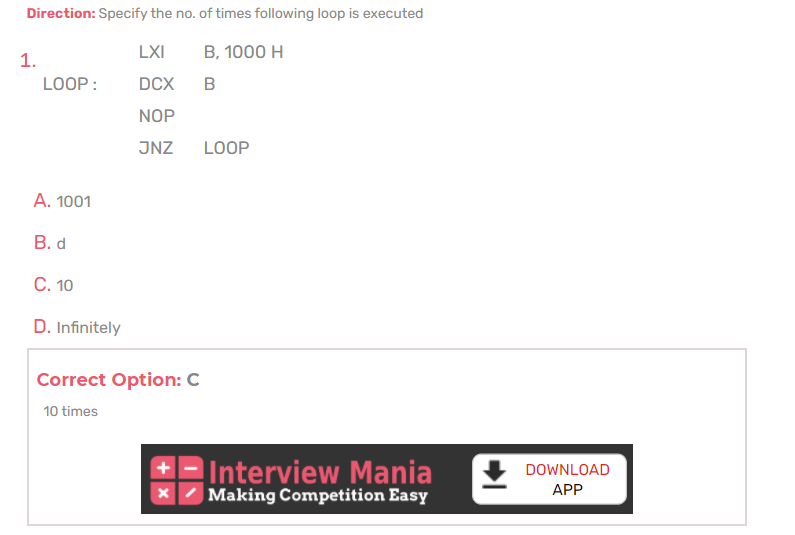 Direction: Specify the no. of times following loop is executed
1.
LXI B, 1000 H
LOOP : DCX B
NOP
JNZ LOOP
A. 1001
B. d
C. 10
D. Infinitely
Correct Option: C
10 times
Interview Mania
Making Competition Easy
DOWNLOAD
APP